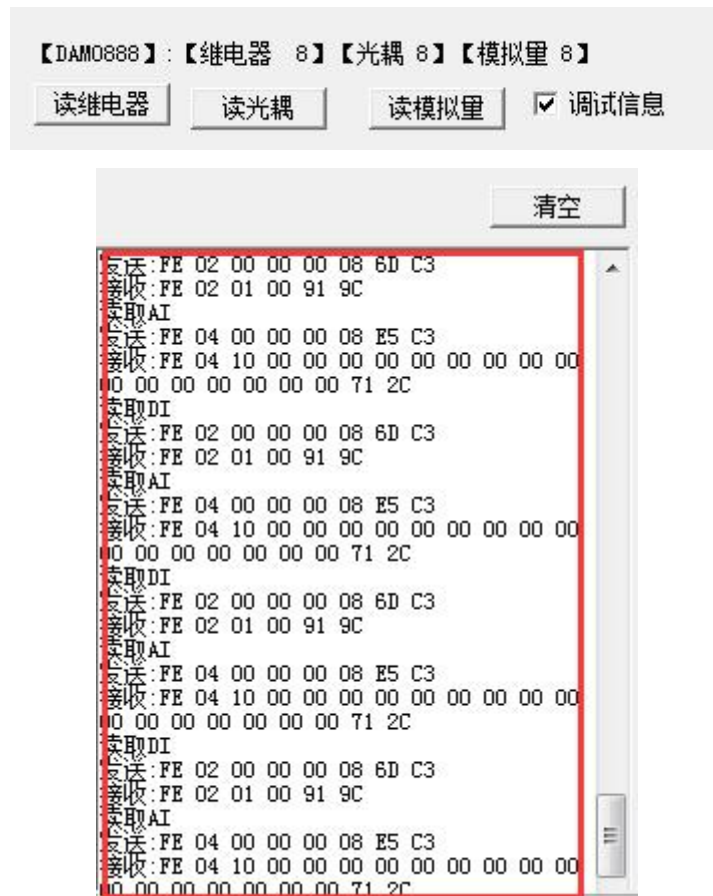 【DAM0888】:【继电器 8】【光耦 8】【模拟量 8】
读继电器 读光耦 读模拟量 调试信息
清空
发送:FE 02 00 00 00 08 6D C3
接收:FE 02 01 00 91 9C
读取AI
发送:FE 04 00 00 00 08 E5 C3
接收:FE 04 10 00 00 00 00 00 00 00 00 00
00 00 00 00 00 00 00 71 2C
读取DI
发送:FE 02 00 00 00 08 6D C3
接收:FE 02 01 00 91 9C
读取AI
发送:FE 04 00 00 00 08 E5 C3
接收:FE 04 10 00 00 00 00 00 00 00 00 00
00 00 00 00 00 00 00 71 2C
读取DI
发送:FE 02 00 00 00 08 6D C3
接收:FE 02 01 00 91 9C
读取AI
发送:FE 04 00 00 00 08 E5 C3
接收:FE 04 10 00 00 00 00 00 00 00 00 00
00 00 00 00 00 00 00 71 2C
读取DI
发送:FE 02 00 00 00 08 6D C3
接收:FE 02 01 00 91 9C
读取AI
发送:FE 04 00 00 00 08 E5 C3
接收:FE 04 10 00 00 00 00 00 00 00 00 00
00 00 00 00 00 00 00 71 2C